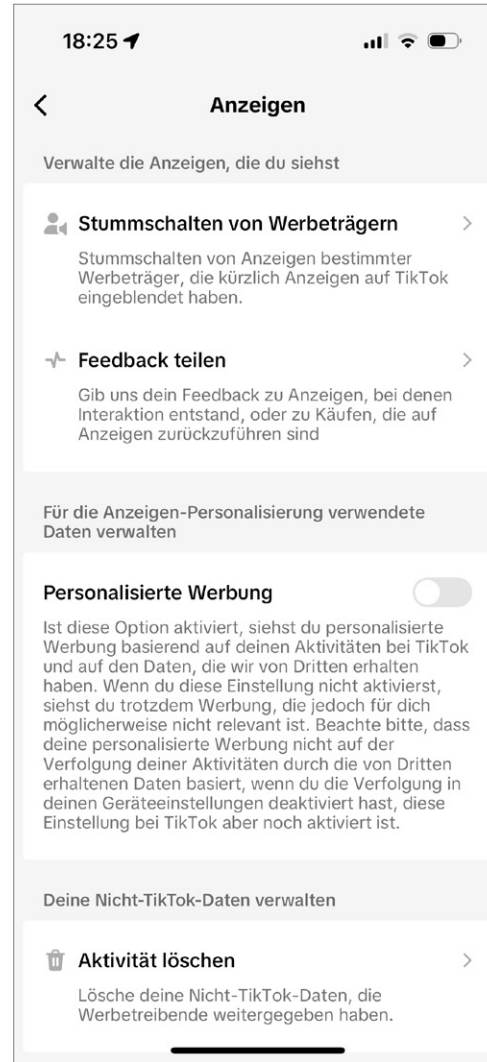 18:25
Anzeigen
Verwalte die Anzeigen, die du siehst
Stummschalten von Werbeträgern
Stummschalten von Anzeigen bestimmter
Werbeträger, die kürzlich Anzeigen auf TikTok
eingeblendet haben.
Feedback teilen
Gib uns dein Feedback zu Anzeigen, bei denen
Interaktion entstand, oder zu Käufen, die auf
Anzeigen zurückzuführen sind
Für die Anzeigen-Personalisierung verwendete
Daten verwalten
Personalisierte Werbung
Ist diese Option aktiviert, siehst du personalisierte
Werbung basierend auf deinen Aktivitäten bei TikTok
und auf den Daten, die wir von Dritten erhalten
haben. Wenn du diese Einstellung nicht aktivierst,
siehst du trotzdem Werbung, die jedoch für dich
möglicherweise nicht relevant ist. Beachte bitte, dass
deine personalisierte Werbung nicht auf der
Verfolgung deiner Aktivitäten durch die von Dritten
erhaltenen Daten basiert, wenn du die Verfolgung in
deinen Geräteeinstellungen deaktiviert hast, diese
Einstellung bei TikTok aber noch aktiviert ist.
Deine Nicht-TikTok-Daten verwalten
Aktivität löschen
Lösche deine Nicht-TikTok-Daten, die
Werbetreibende weitergegeben haben.